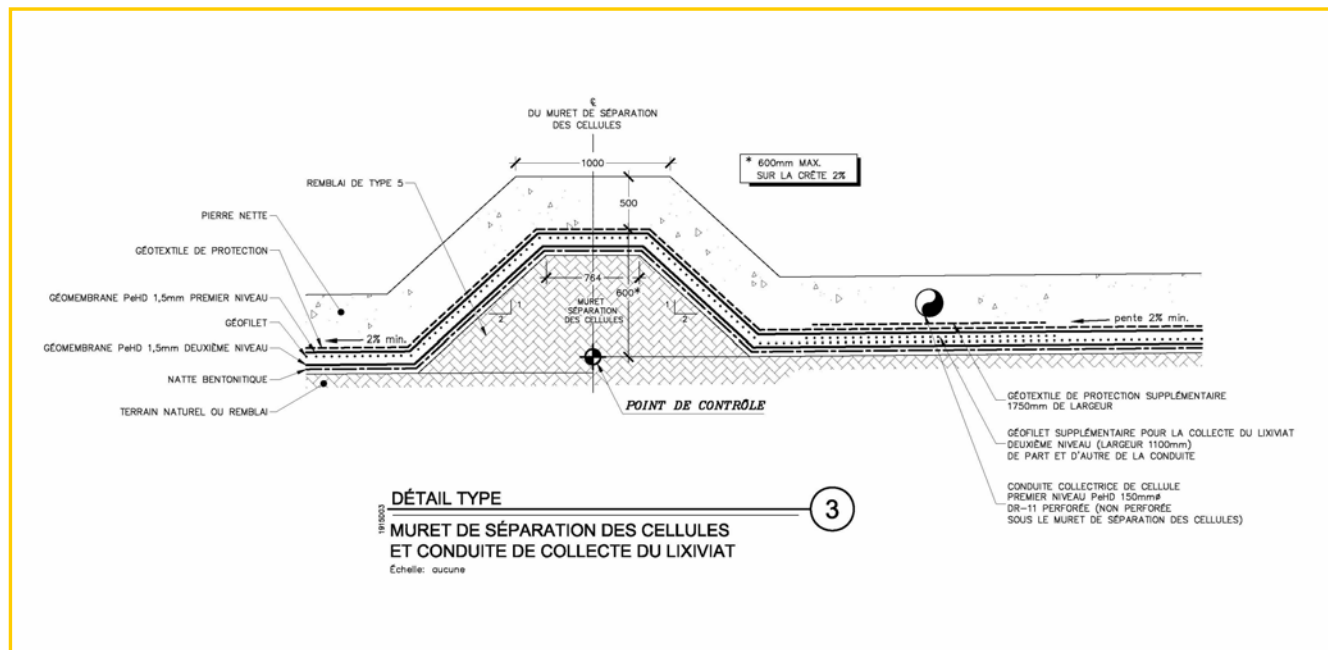 ℄
DU MURET DE SÉPARATION
DES CELLULES
1000
* 600mm MAX.
SUR LA CRÊTE 2%
REMBLAI DE TYPE 5
500
PIERRE NETTE
GÉOTEXTILE DE PROTECTION
GÉOMEMBRANE PeHD 1,5mm PREMIER NIVEAU
GÉOFILET
GÉOMEMBRANE PeHD 1,5mm DEUXIÈME NIVEAU
NATTE BENTONITIQUE
TERRAIN NATUREL OU REMBLAI
2% min.
764
600*
MURET
SÉPARATION
DES CELLULES
1
2
1
2
pente 2% min.
POINT DE CONTRÔLE
GÉOTEXTILE DE PROTECTION SUPPLÉMENTAIRE
1750mm DE LARGEUR
GÉOFILET SUPPLÉMENTAIRE POUR LA COLLECTE DU LIXIVIAT
DEUXIÈME NIVEAU (LARGEUR 1100mm)
DE PART ET D'AUTRE DE LA CONDUITE
CONDUITE COLLECTRICE DE CELLULE
PREMIER NIVEAU PeHD 150mmø
DR-11 PERFORÉE (NON PERFORÉE
SOUS LE MURET DE SÉPARATION DES CELLULES)
DÉTAIL TYPE
3
1915D03
MURET DE SÉPARATION DES CELLULES
ET CONDUITE DE COLLECTE DU LIXIVIAT
Échelle: aucune